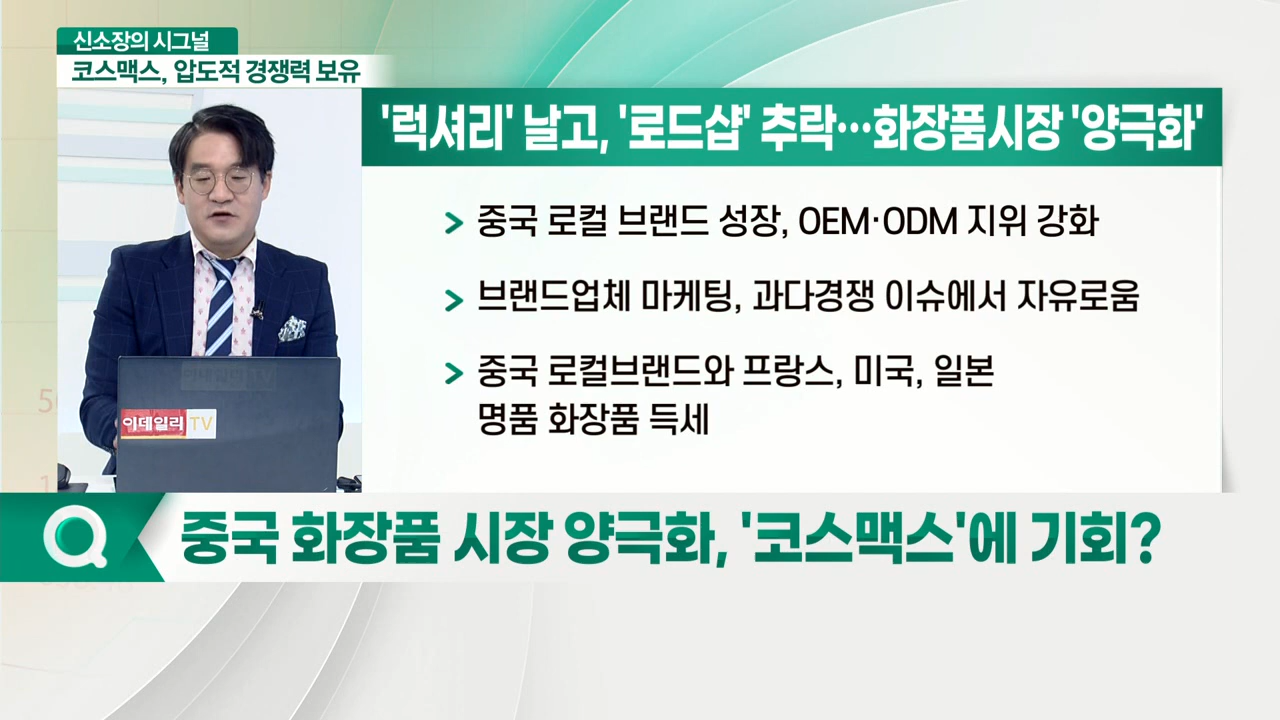 신소장의 시그널
코스맥스, 압도적 경쟁력 보유
'럭셔리' 날고, '로드샵' 추락…화장품시장 '양극화'
> 중국 로컬 브랜드 성장, OEM·ODM 지위 강화
> 브랜드업체 마케팅, 과다경쟁 이슈에서 자유로움
> 중국 로컬브랜드와 프랑스, 미국, 일본
명품 화장품 득세
이데일리 TV
Q 중국 화장품 시장 양극화, '코스맥스'에 기회?